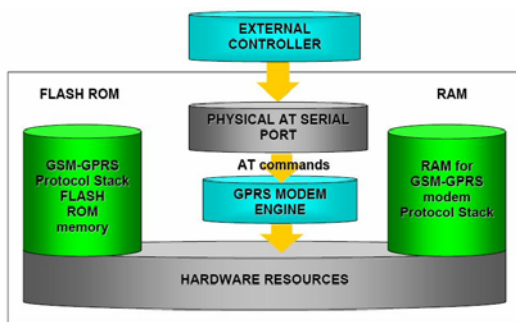 EXTERNAL
CONTROLLER
FLASH ROM
RAM
PHYSICAL AT SERIAL
PORT
AT commands
GSM-GPRS
Protocol Stack
FLASH
ROM
memory
GPRS MODEM
ENGINE
RAM for
GSM-GPRS
modem
Protocol Stack
HARDWARE RESOURCES